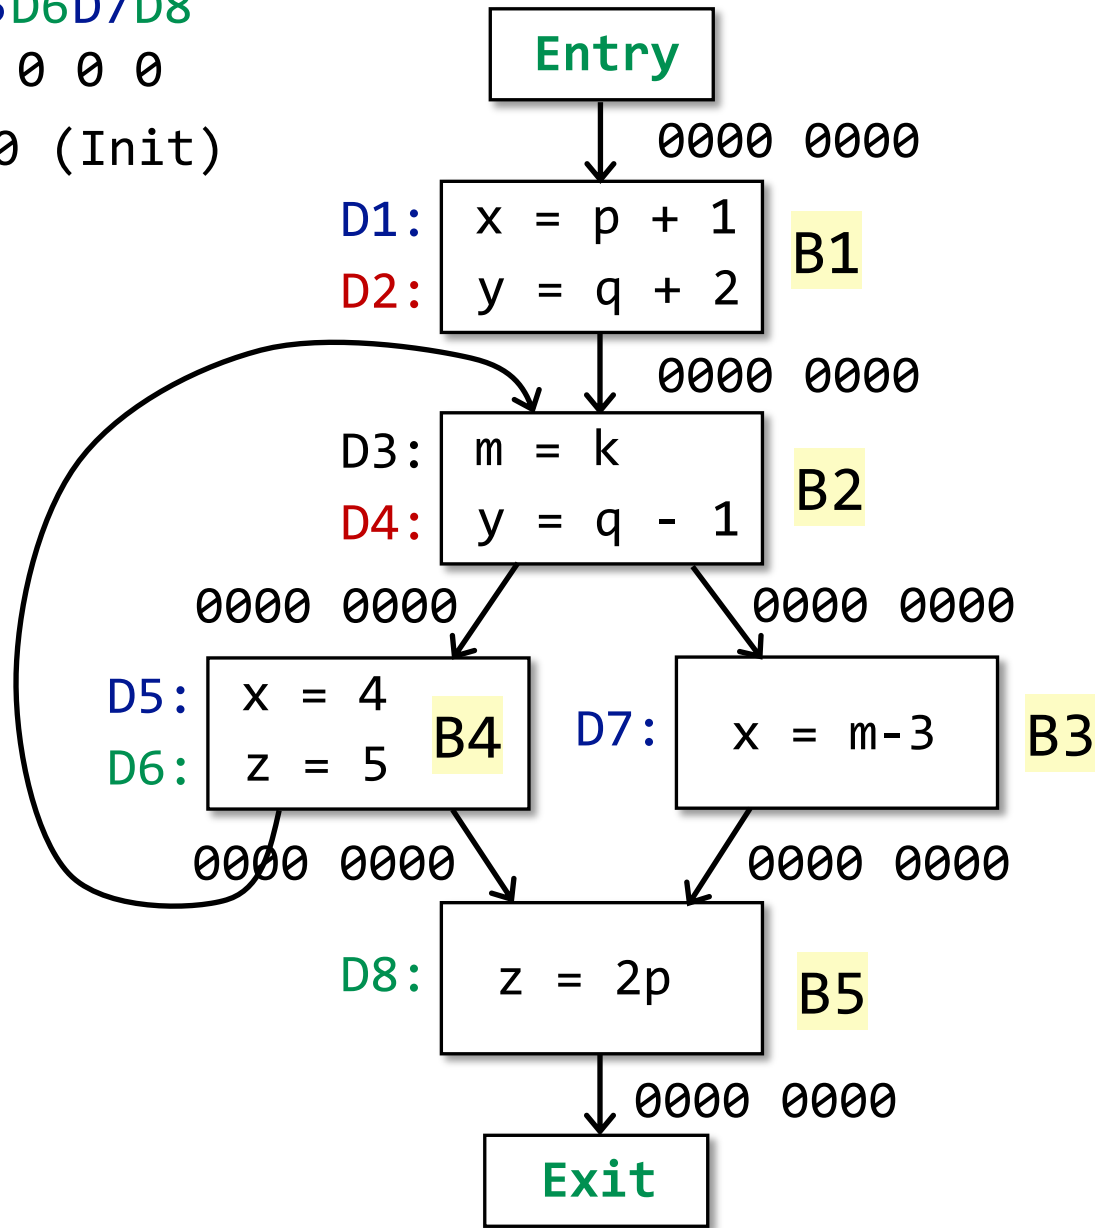 D6D7D8
0 0 0
0 (Init)
Entry
0000 0000
D1: x = p + 1
D2: y = q + 2
B1
0000 0000
D3: m = k
D4: y = q - 1
B2
0000 0000
0000 0000
D5: x = 4
D6: z = 5
B4
D7: x = m-3
B3
0000 0000
0000 0000
D8: z = 2p
B5
0000 0000
Exit